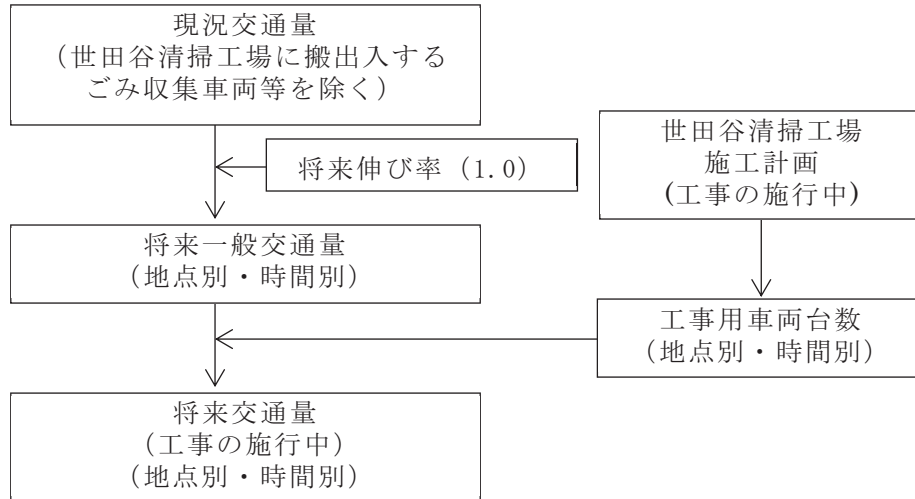 現況交通量
（世田谷清掃工場に搬出入する
ごみ収集車両等を除く）
将来伸び率（1.0）
世田谷清掃工場
施工計画
(工事の施行中)
将来一般交通量
（地点別・時間別）
工事用車両台数
（地点別・時間別）
将来交通量
（工事の施行中）
（地点別・時間別）